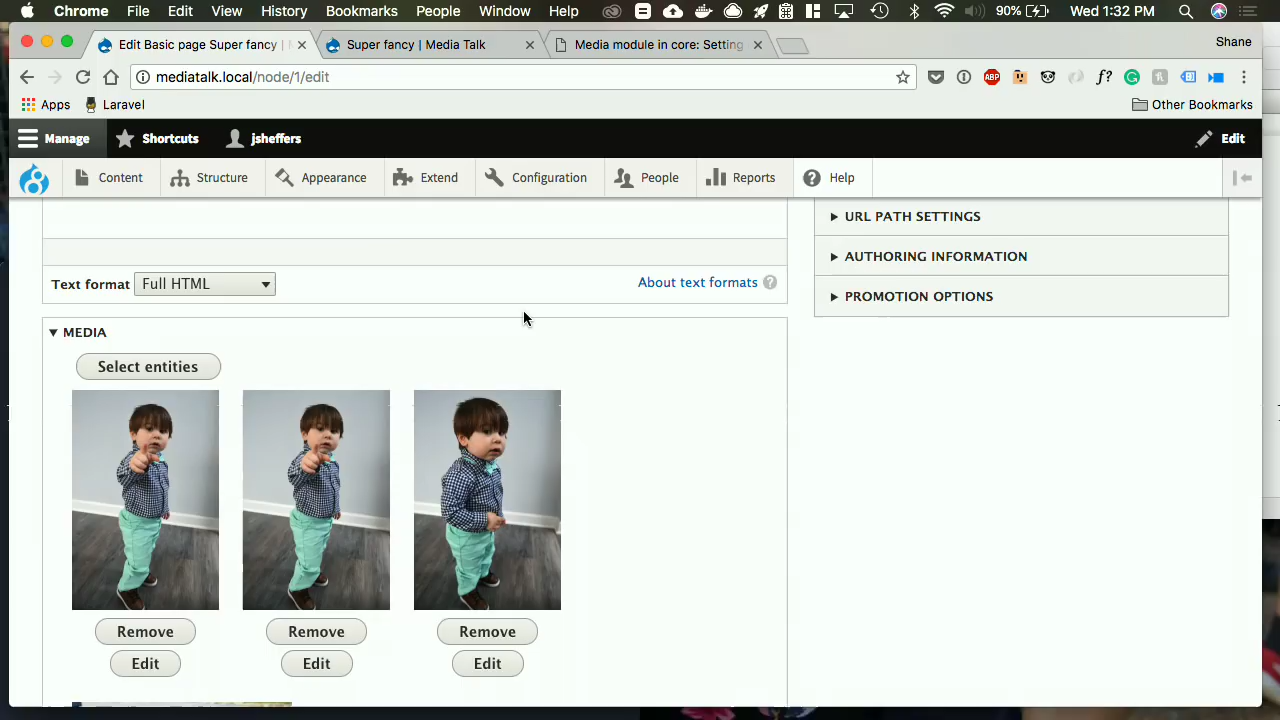 Chrome File Edit View History Bookmarks People Window Help 90% Wed 1:32 PM
Edit Basic page Super fancy | Super fancy | Media Talk Media module in core: Setting Shane
mediatalk.local/node/1/edit ABP f?
Apps Laravel Other Bookmarks
Manage Shortcuts jsheffers Edit
Content Structure Appearance Extend Configuration People Reports Help
URL PATH SETTINGS
AUTHORING INFORMATION
PROMOTION OPTIONS
Text format Full HTML About text formats ?
MEDIA
Select entities
Remove Remove Remove
Edit Edit Edit